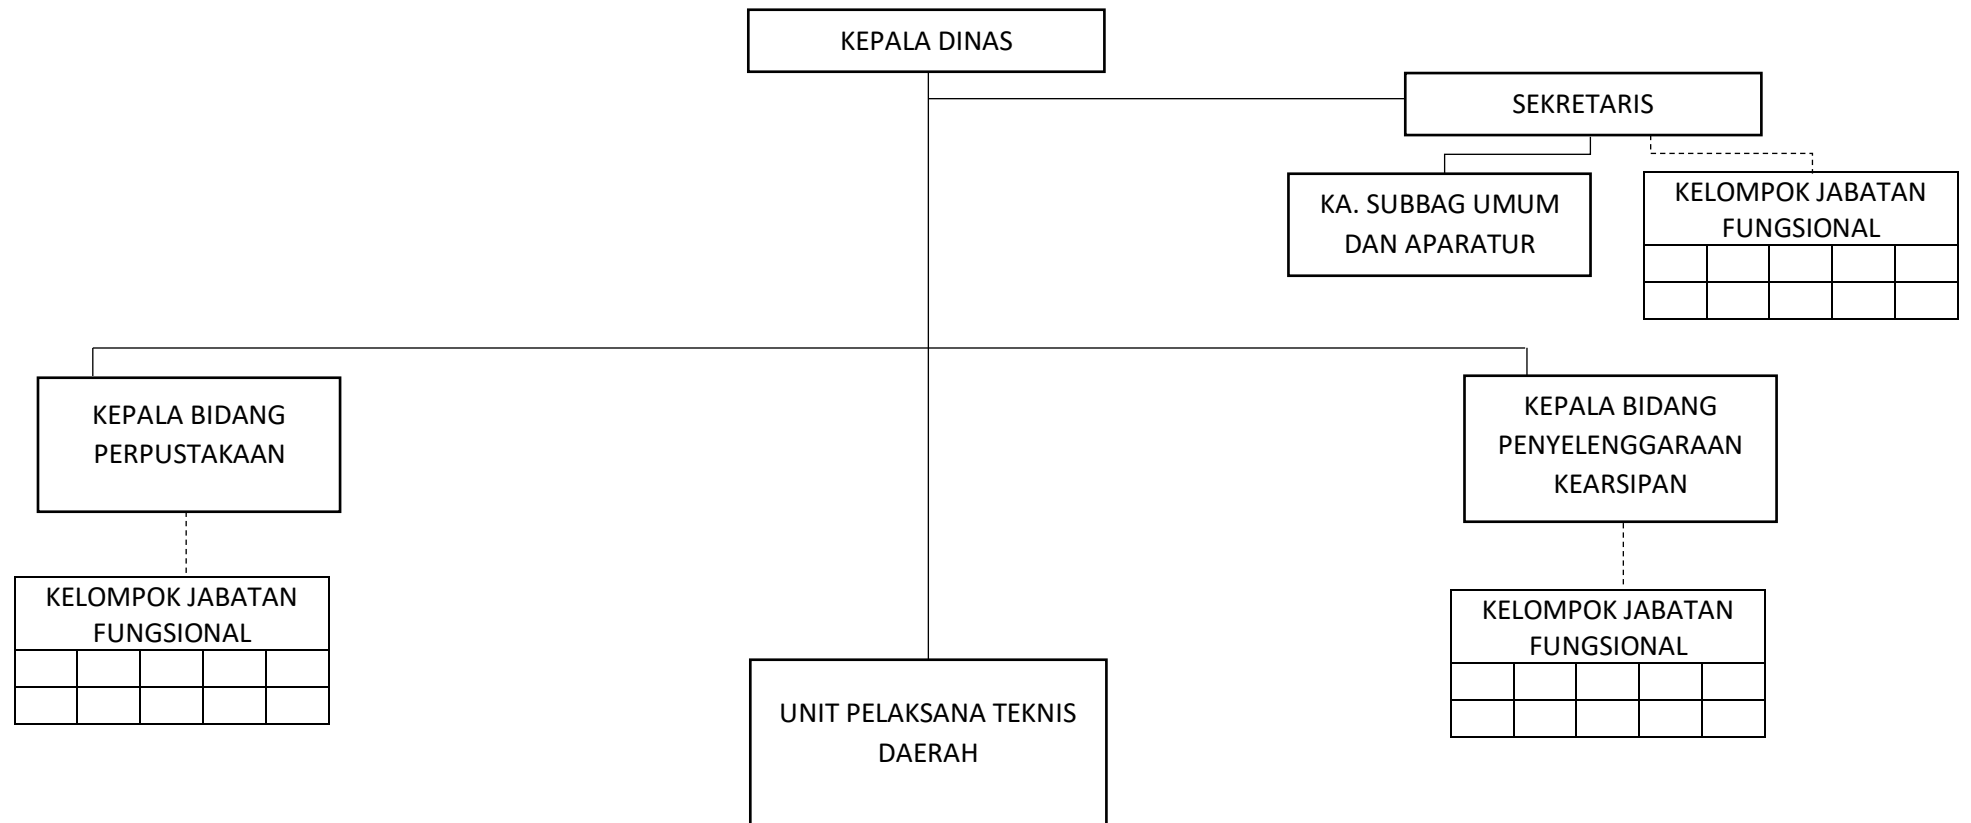 KEPALA DINAS
SEKRETARIS
KA. SUBBAG UMUM
DAN APARATUR
KELOMPOK JABATAN
FUNGSIONAL
KEPALA BIDANG
PERPUSTAKAAN
KEPALA BIDANG
PENYELENGGARAAN
KEARSIPAN
KELOMPOK JABATAN
FUNGSIONAL
KELOMPOK JABATAN
FUNGSIONAL
UNIT PELAKSANA TEKNIS
DAERAH